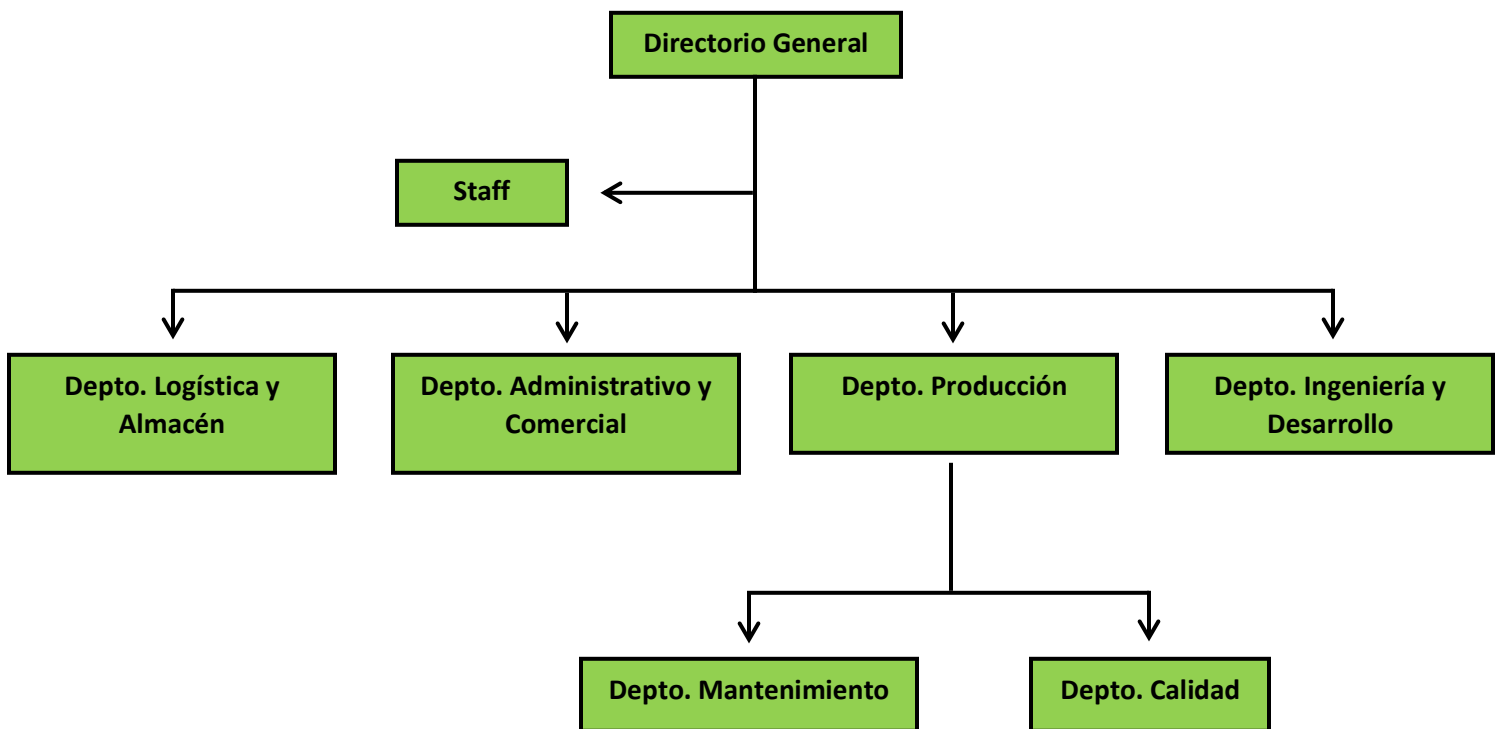 Directorio General
Staff
Depto. Logística y
Almacén
Depto. Administrativo y
Comercial
Depto. Producción
Depto. Ingeniería y
Desarrollo
Depto. Mantenimiento
Depto. Calidad